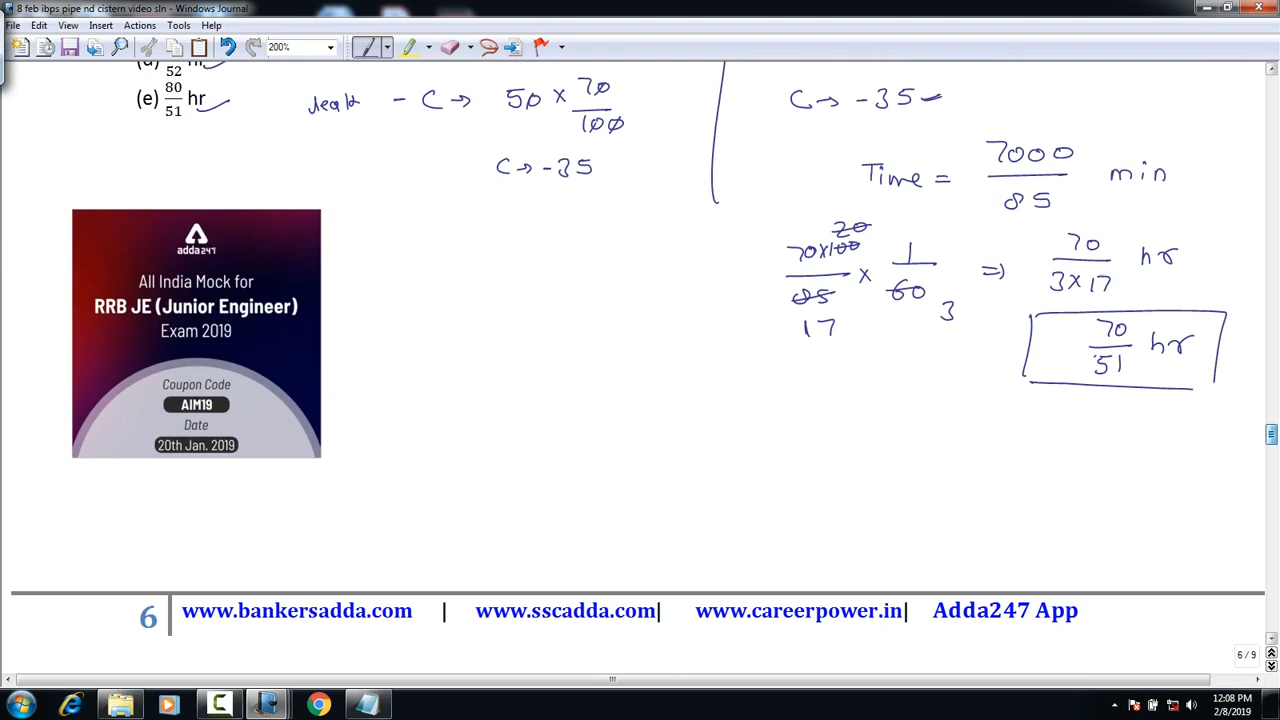 8 feb ibps pipe nd cistern video sln - Windows Journal
File Edit View Insert Actions Tools Help
200%
52
(e) 80/51 hr
leak - C → 50 × 70/100
C → -35
C → -35
Time = 7000/85 min
20
70×100/85 × 1/60 ⇒ 70/3×17 hr
17 3
70/51 hr
adda247
All India Mock for
RRB JE (Junior Engineer)
Exam 2019
Coupon Code
AIM19
Date
20th Jan. 2019
6 | www.bankersadda.com | www.sscadda.com| www.careerpower.in| Adda247 App
6 / 9
12:08 PM
2/8/2019